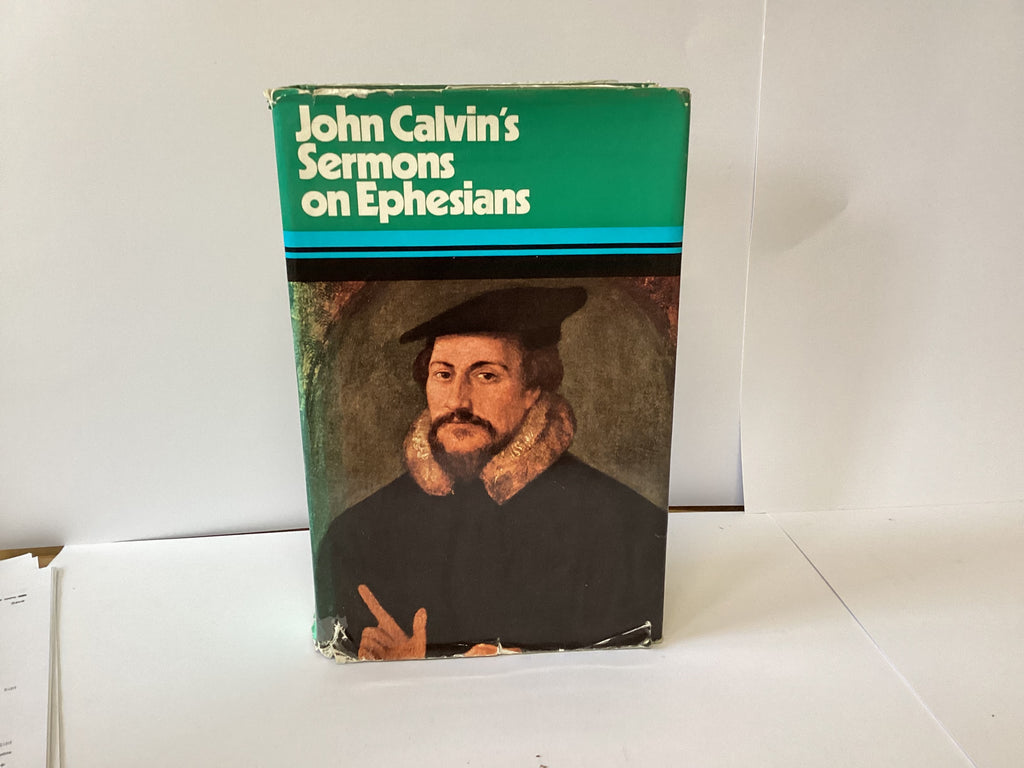 John Calvin's
Sermons
on Ephesians